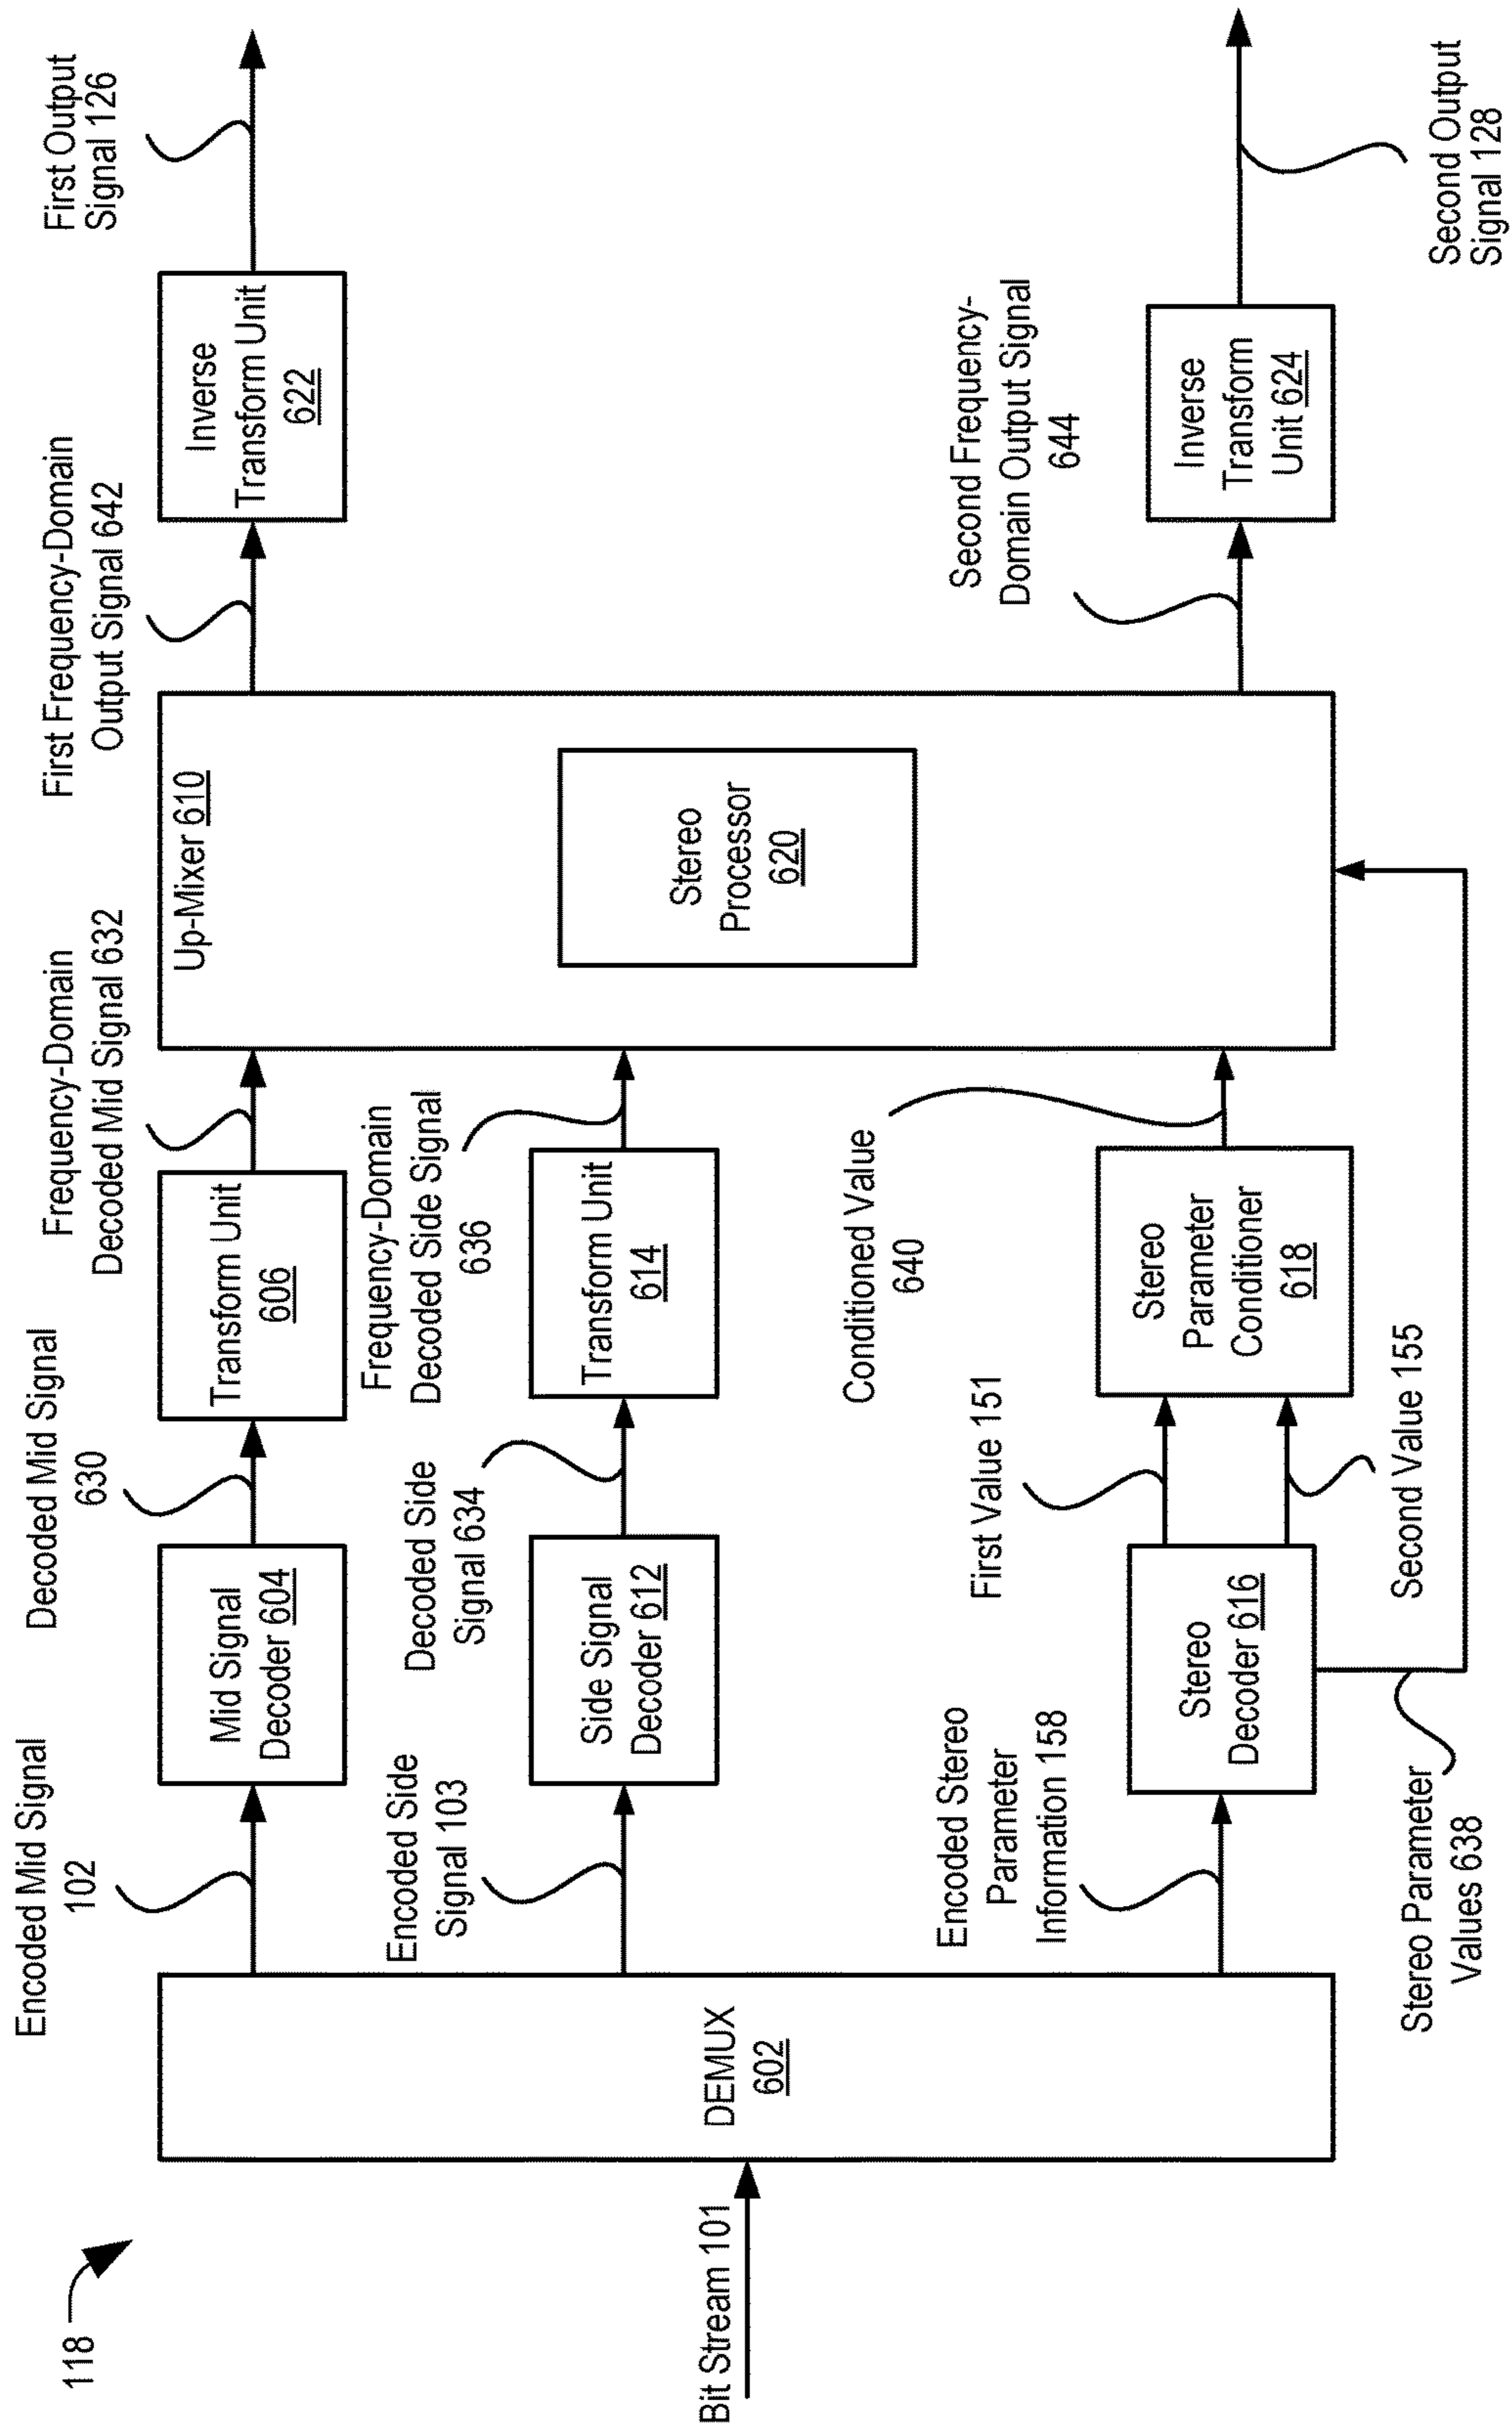 118
Bit Stream 101
DEMUX
602
Encoded Mid Signal
102
Encoded Side
Signal 103
Encoded Stereo
Parameter
Information 158
Mid Signal
Decoder 604
Side Signal
Decoder 612
Stereo
Decoder 616
Stereo Parameter
Values 638
Decoded Mid Signal
630
Decoded Side
Signal 634
First Value 151
Second Value 155
Transform Unit
606
Transform Unit
614
Stereo
Parameter
Conditioner
618
Frequency-Domain
Decoded Mid Signal 632
Frequency-Domain
Decoded Side Signal
636
Conditioned Value
640
Up-Mixer 610
Stereo
Processor
620
First Frequency-Domain
Output Signal 642
Second Frequency-
Domain Output Signal
644
Inverse
Transform Unit
622
Inverse
Transform
Unit 624
First Output
Signal 126
Second Output
Signal 128